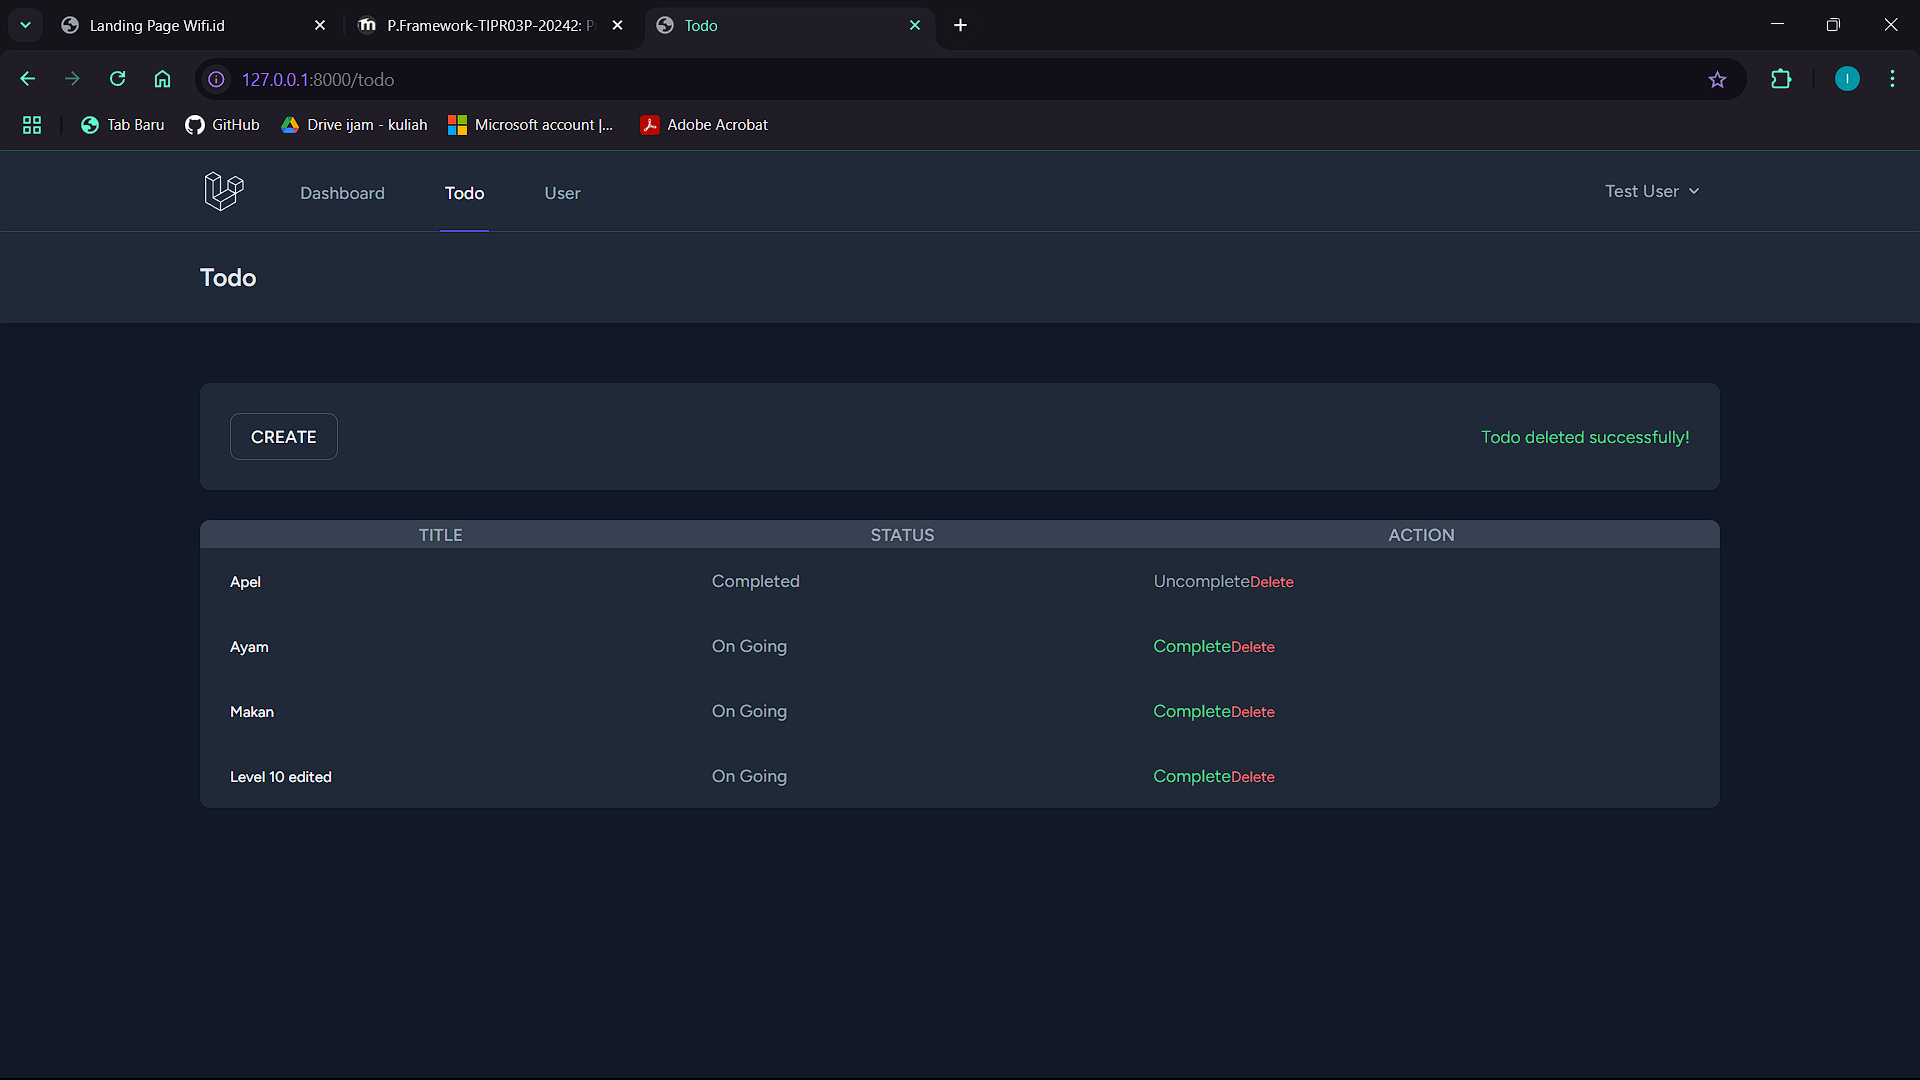 Landing Page Wifi.id
P.Framework-TIPR03P-20242: P
Todo
127.0.0.1:8000/todo
I
Tab Baru
GitHub
Drive ijam - kuliah
Microsoft account |...
Adobe Acrobat
Dashboard
Todo
User
Test User
Todo
CREATE
Todo deleted successfully!
TITLE STATUS ACTION
Apel Completed UncompleteDelete
Ayam On Going CompleteDelete
Makan On Going CompleteDelete
Level 10 edited On Going CompleteDelete